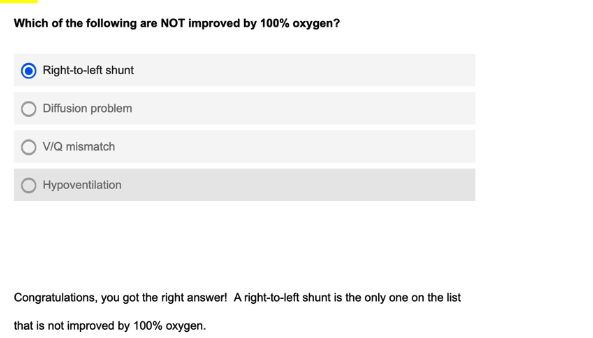 Which of the following are NOT improved by 100% oxygen?
Right-to-left shunt
Diffusion problem
V/Q mismatch
Hypoventilation
Congratulations, you got the right answer!  A right-to-left shunt is the only one on the list
that is not improved by 100% oxygen.